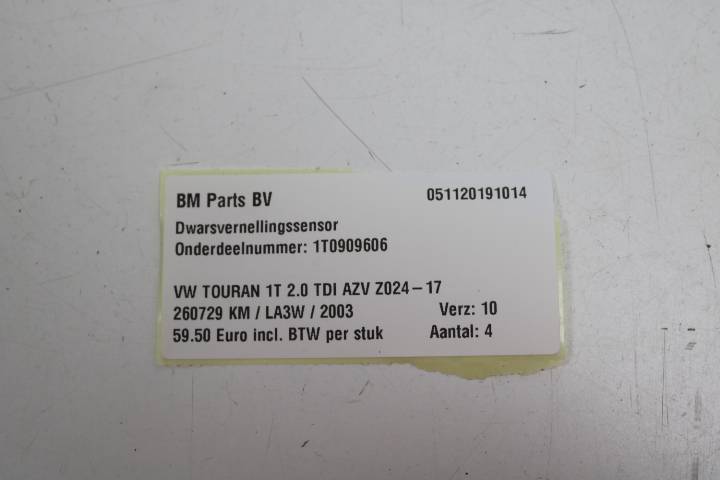 BM Parts BV 051120191014
Dwarsvernellingssensor
Onderdeelnummer: 1T0909606
VW TOURAN 1T 2.0 TDI AZV Z024-17
260729 KM / LA3W / 2003 Verz: 10
59.50 Euro incl. BTW per stuk Aantal: 4